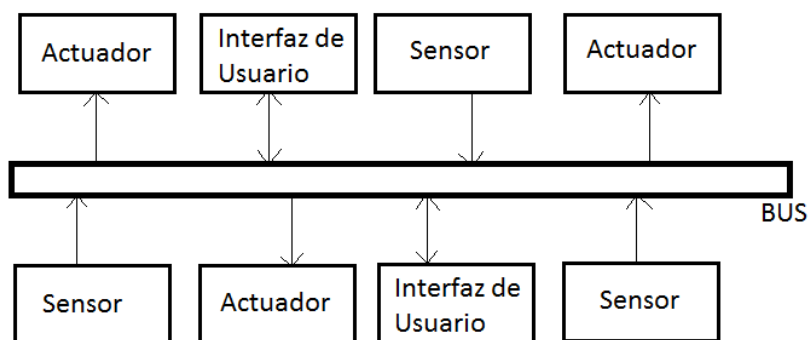 Actuador
Interfaz de
Usuario
Sensor
Actuador
BUS
Sensor
Actuador
Interfaz de
Usuario
Sensor